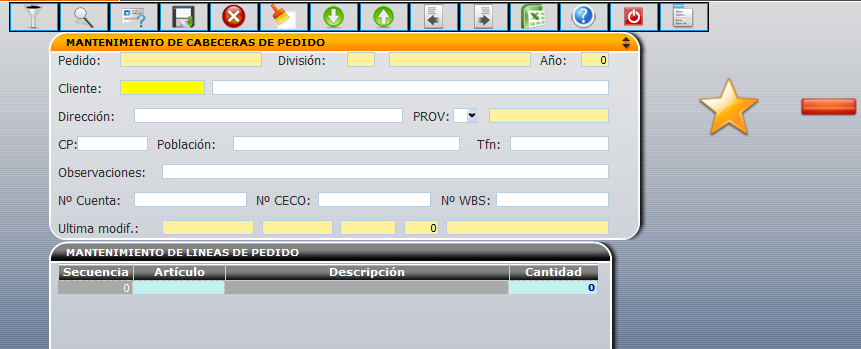 MANTENIMIENTO DE CABECERAS DE PEDIDO
Pedido: División: Año: 0
Cliente:
Dirección: PROV:
CP: Población: Tfn:
Observaciones:
Nº Cuenta: Nº CECO: Nº WBS:
Ultima modif.: 0
MANTENIMIENTO DE LINEAS DE PEDIDO
Secuencia Artículo Descripción Cantidad
0 0